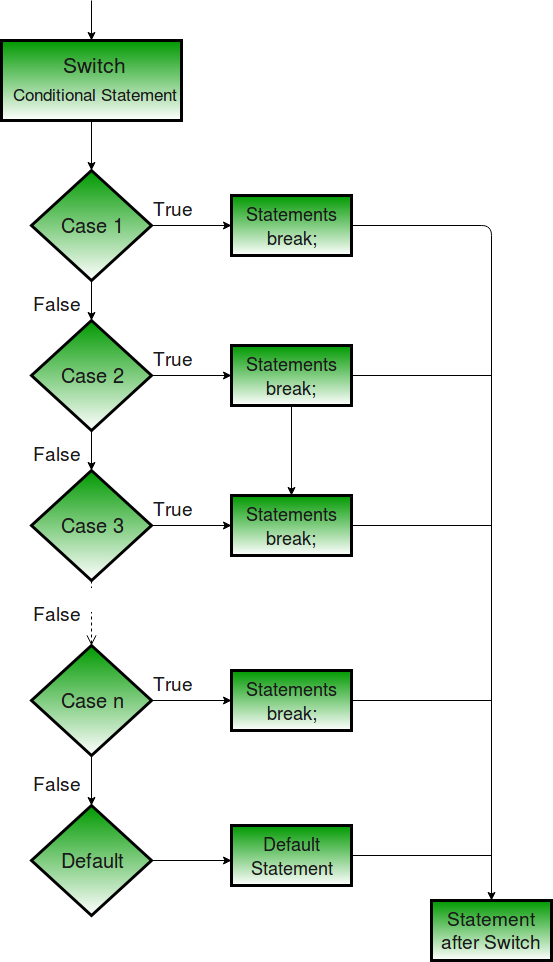 Switch
Conditional Statement
Case 1
True
Statements
break;
False
Case 2
True
Statements
break;
False
Case 3
True
Statements
break;
False
Case n
True
Statements
break;
False
Default
Default
Statement
Statement
after Switch